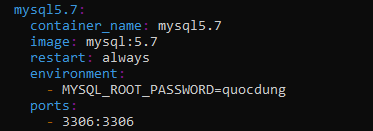 mysql5.7:
container_name: mysql5.7
image: mysql:5.7
restart: always
environment:
- MYSQL_ROOT_PASSWORD=quocdung
ports:
- 3306:3306